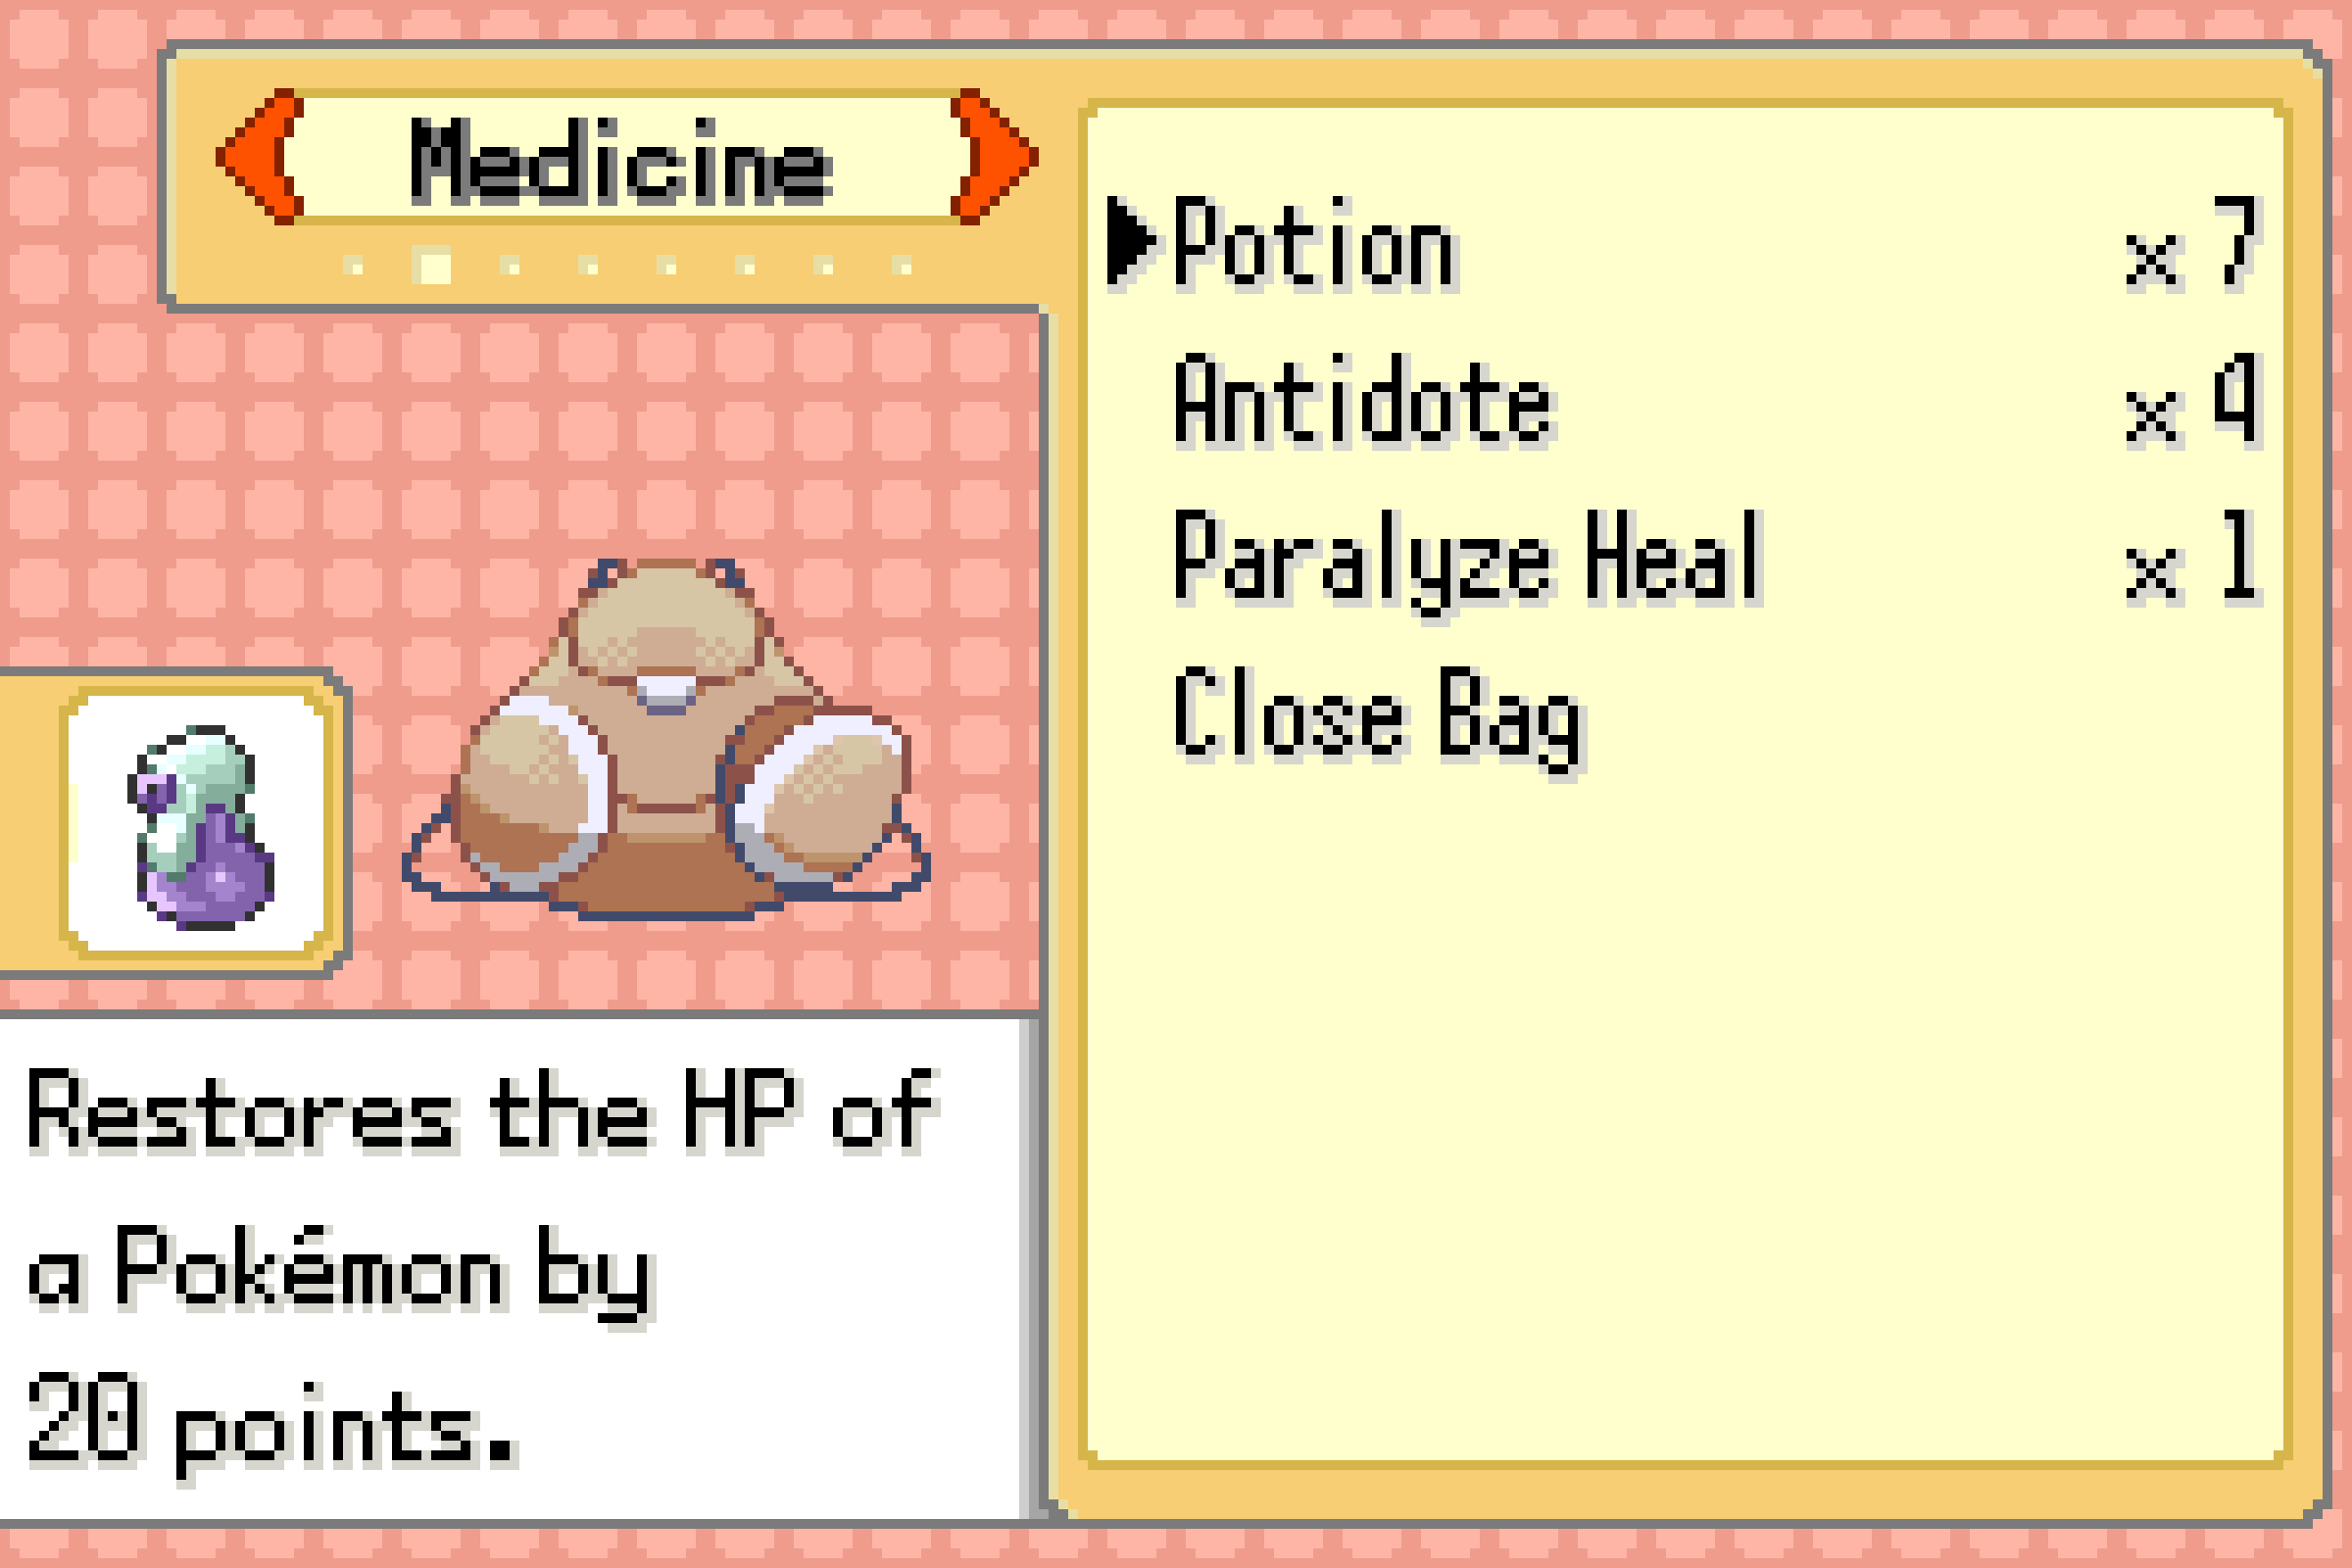 Medicine
Potion x 7
Antidote x 4
Paralyze Heal x 1
Close Bag
Restores the HP of
a Pokémon by
20 points.